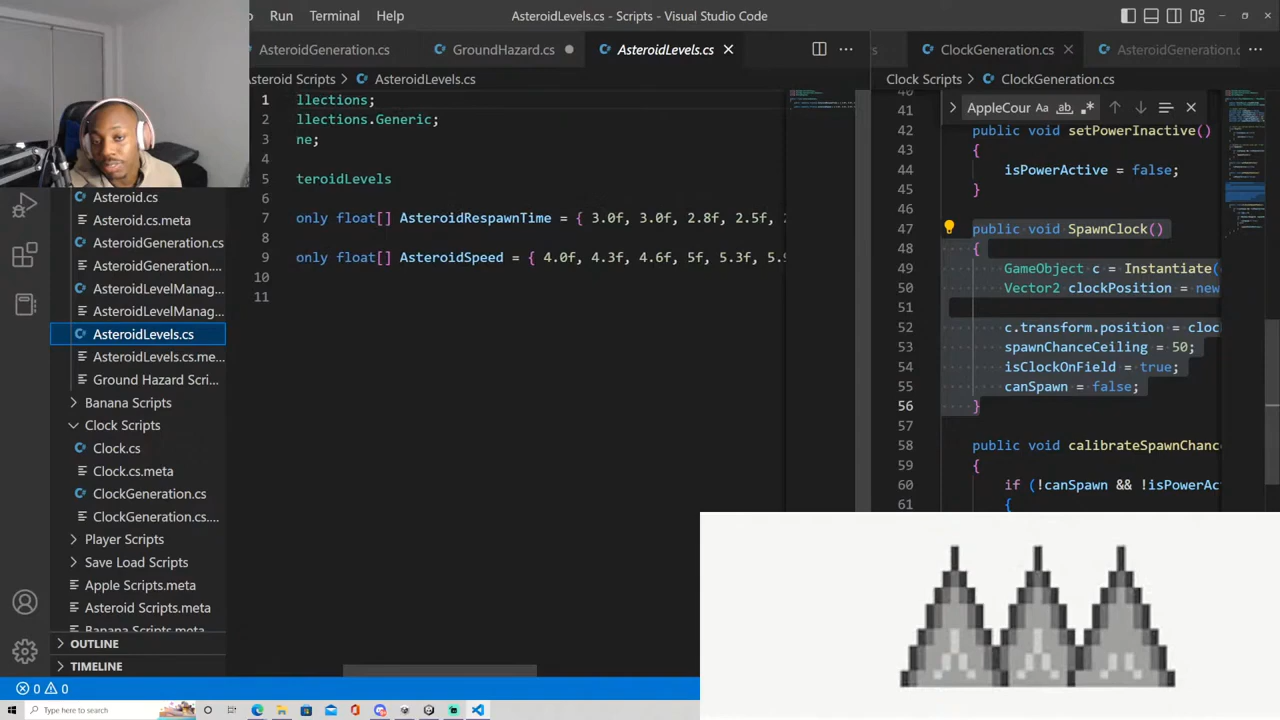 Run Terminal Help
AsteroidLevels.cs - Scripts - Visual Studio Code
AsteroidGeneration.cs
GroundHazard.cs
AsteroidLevels.cs
ClockGeneration.cs
AsteroidGeneration.c
Asteroid Scripts > AsteroidLevels.cs
Clock Scripts > ClockGeneration.cs
AppleCour
Asteroid.cs
Asteroid.cs.meta
AsteroidGeneration.cs
AsteroidGeneration....
AsteroidLevelManag...
AsteroidLevelManag...
AsteroidLevels.cs
AsteroidLevels.cs.me...
Ground Hazard Scri...
Banana Scripts
Clock Scripts
Clock.cs
Clock.cs.meta
ClockGeneration.cs
ClockGeneration.cs....
Player Scripts
Save Load Scripts
Apple Scripts.meta
Asteroid Scripts.meta
Banana Scripts.meta
OUTLINE
TIMELINE
1 llections;
2 llections.Generic;
3 ne;
4
5 teroidLevels
6
7 only float[] AsteroidRespawnTime = { 3.0f, 3.0f, 2.8f, 2.5f, 2
8
9 only float[] AsteroidSpeed = { 4.0f, 4.3f, 4.6f, 5f, 5.3f, 5.9
10
11
40
41
42 public void setPowerInactive()
43 {
44 isPowerActive = false;
45 }
46
47 public void SpawnClock()
48 {
49 GameObject c = Instantiate(
50 Vector2 clockPosition = new
51
52 c.transform.position = cloc
53 spawnChanceCeiling = 50;
54 isClockOnField = true;
55 canSpawn = false;
56 }
57
58 public void calibrateSpawnChanc
59 {
60 if (!canSpawn && !isPowerAc
61 {
0 0
Type here to search